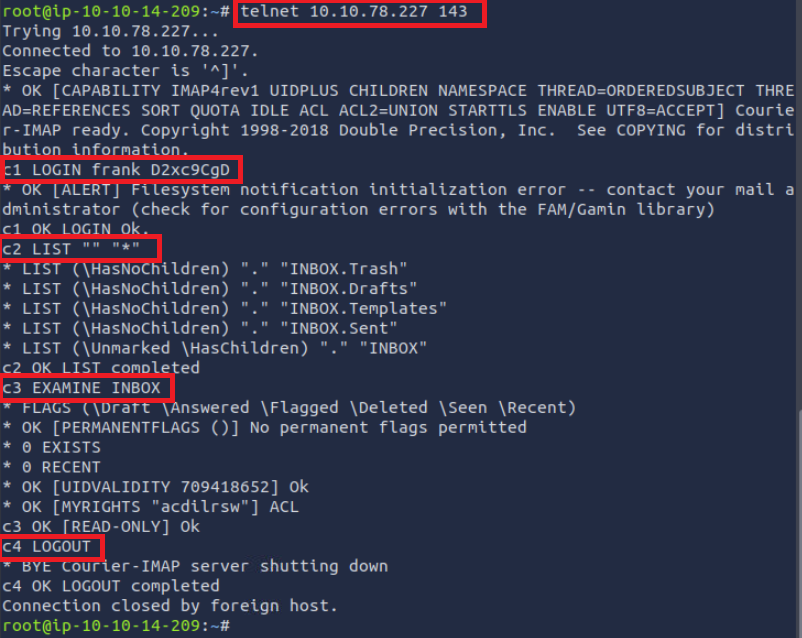 root@ip-10-10-14-209:~# telnet 10.10.78.227 143
Trying 10.10.78.227...
Connected to 10.10.78.227.
Escape character is '^]'.
* OK [CAPABILITY IMAP4rev1 UIDPLUS CHILDREN NAMESPACE THREAD=ORDEREDSUBJECT THRE
AD=REFERENCES SORT QUOTA IDLE ACL ACL2=UNION STARTTLS ENABLE UTF8=ACCEPT] Courie
r-IMAP ready. Copyright 1998-2018 Double Precision, Inc.  See COPYING for distri
bution information.
c1 LOGIN frank D2xc9CgD
* OK [ALERT] Filesystem notification initialization error -- contact your mail a
dministrator (check for configuration errors with the FAM/Gamin library)
c1 OK LOGIN Ok.
c2 LIST "" "*"
* LIST (\HasNoChildren) "." "INBOX.Trash"
* LIST (\HasNoChildren) "." "INBOX.Drafts"
* LIST (\HasNoChildren) "." "INBOX.Templates"
* LIST (\HasNoChildren) "." "INBOX.Sent"
* LIST (\Unmarked \HasChildren) "." "INBOX"
c2 OK LIST completed
c3 EXAMINE INBOX
* FLAGS (\Draft \Answered \Flagged \Deleted \Seen \Recent)
* OK [PERMANENTFLAGS ()] No permanent flags permitted
* 0 EXISTS
* 0 RECENT
* OK [UIDVALIDITY 709418652] Ok
* OK [MYRIGHTS "acdilrsw"] ACL
c3 OK [READ-ONLY] Ok
c4 LOGOUT
* BYE Courier-IMAP server shutting down
c4 OK LOGOUT completed
Connection closed by foreign host.
root@ip-10-10-14-209:~#